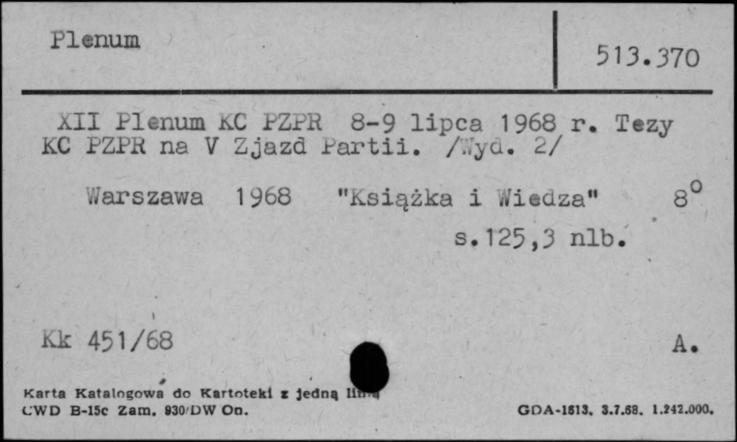 Plenum
513.370
XII Plenum KC PZPR 8-9 lipca 1968 r. Tezy
KC PZPR na V Zjazd Partii. /Wyd. 2/
Warszawa 1968 "Książka i Wiedza" 8°
s.125,3 nlb.
Kk 451/68
A.
Karta Katalogowa do Kartoteki z jedną
CWD B-15c Zam. 930/DW On.
GDA-1613. 3.7.68. 1.242.000.